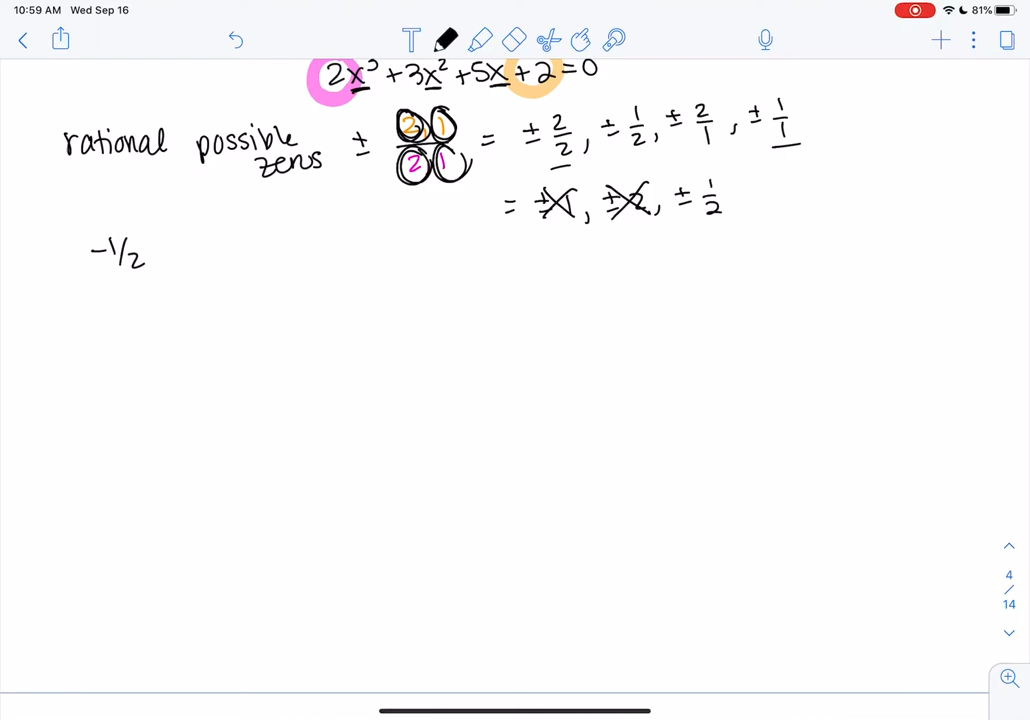 10:59 AM Wed Sep 16 81%
2x³ + 3x² + 5x + 2 = 0
rational possible zeros ± 2, 1 / 2, 1 = ± 2/2, ± 1/2, ± 2/1, ± 1/1
= ±1, ±2, ± 1/2
-1/2
4
/
14